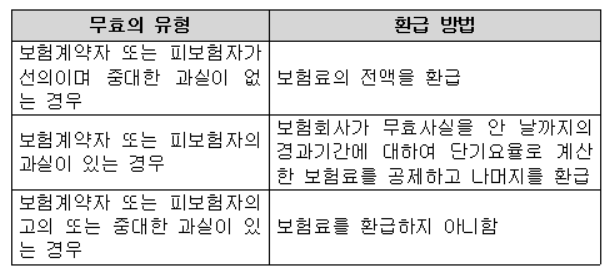 무효의 유형
환급 방법
보험계약자 또는 피보험자가
선의이며 중대한 과실이 없
는 경우
보험료의 전액을 환급
보험계약자 또는 피보험자의
과실이 있는 경우
보험회사가 무효사실을 안 날까지의
경과기간에 대하여 단기요율로 계산
한 보험료를 공제하고 나머지를 환급
보험계약자 또는 피보험자의
고의 또는 중대한 과실이 있
는 경우
보험료를 환급하지 아니함